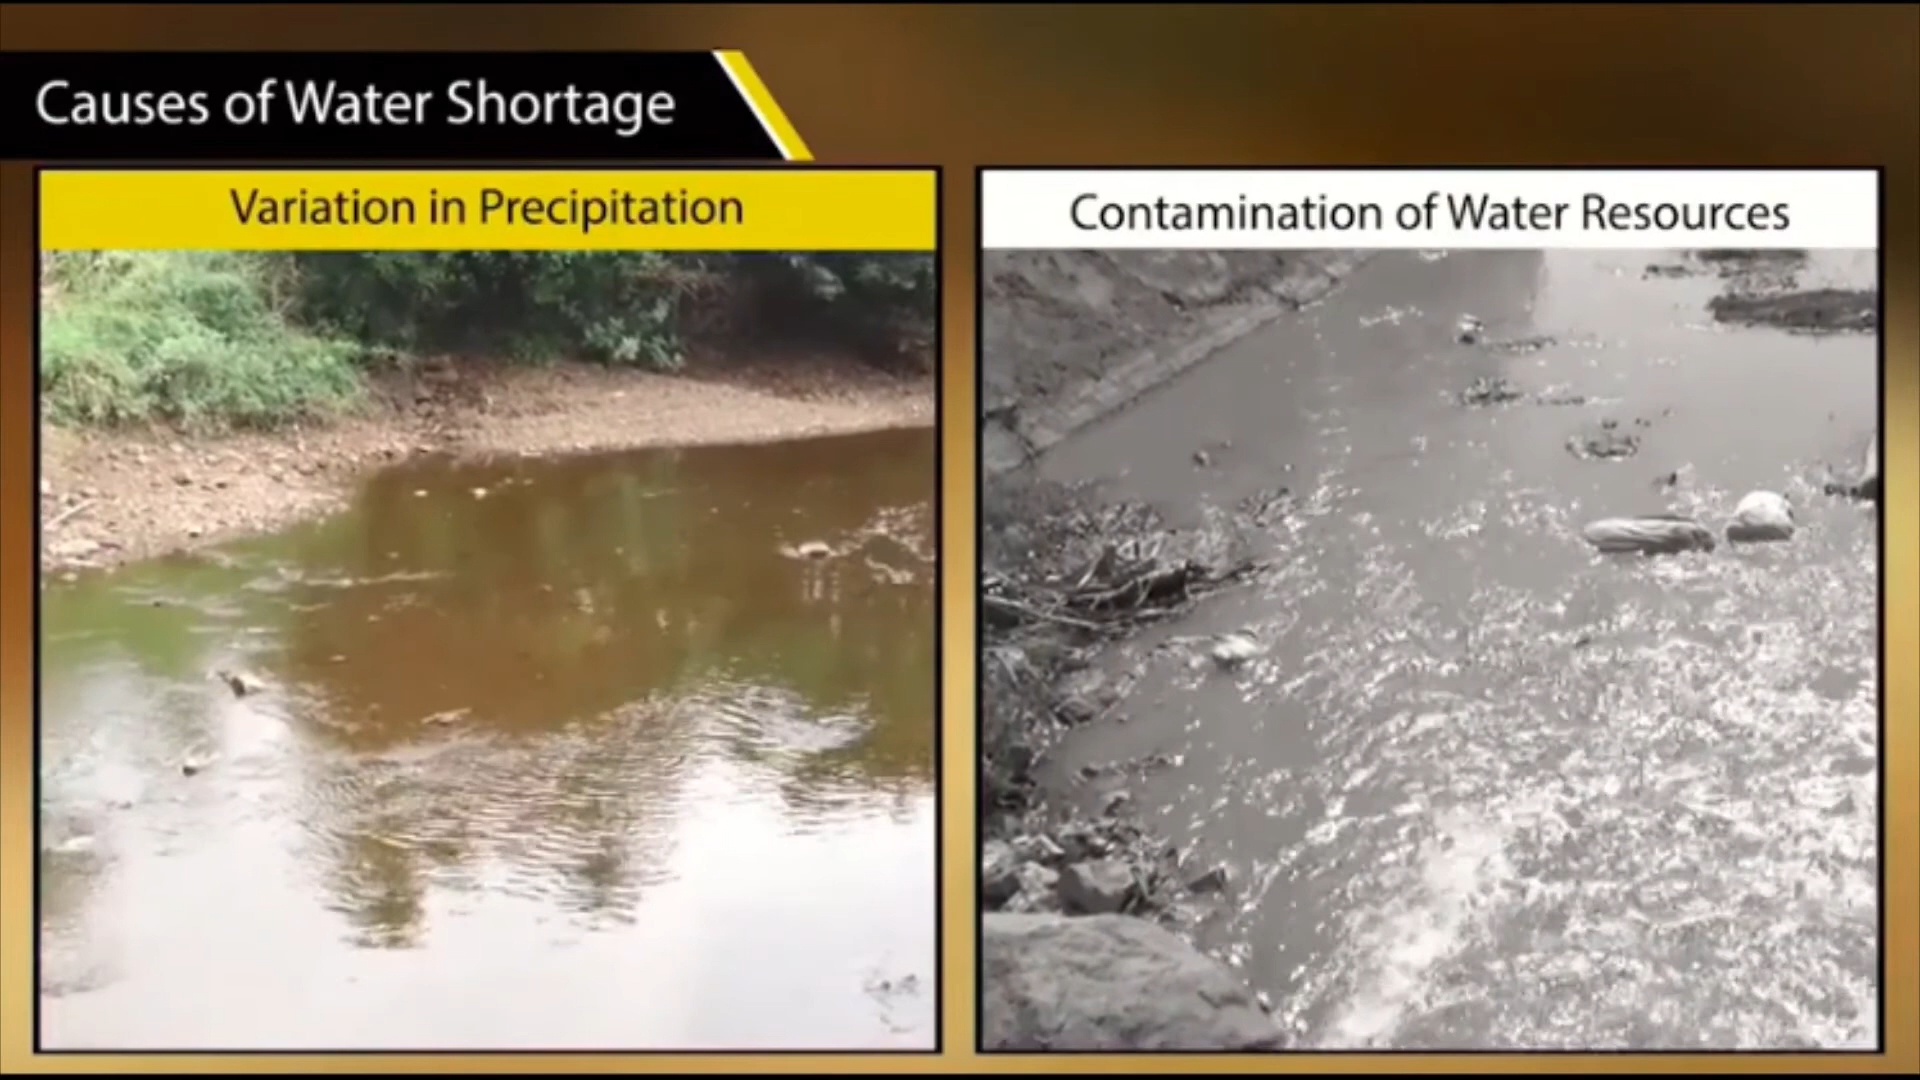 Causes of Water Shortage
Variation in Precipitation
Contamination of Water Resources